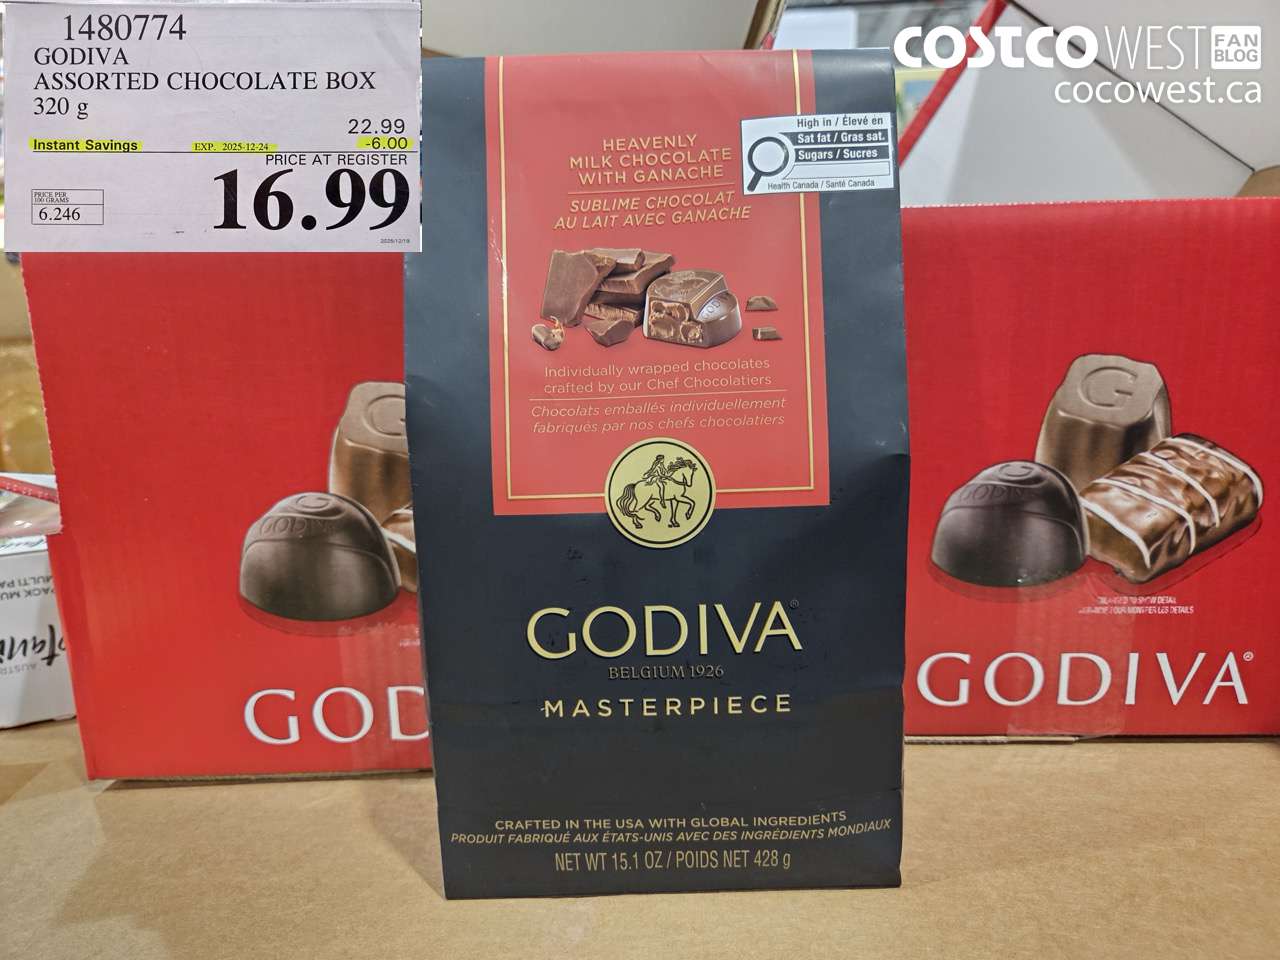 1480774
GODIVA
ASSORTED CHOCOLATE BOX
320 g
22.99
Instant Savings EXP. 2025-12-24 -6.00
PRICE AT REGISTER
PRICE PER
100 GRAMS
6.246
16.99
COSTCO WEST FAN BLOG
cocowest.ca
HEAVENLY
MILK CHOCOLATE
WITH GANACHE
SUBLIME CHOCOLAT
AU LAIT AVEC GANACHE
High in / Élevé en
Sat fat / Gras sat.
Sugars / Sucres
Health Canada / Santé Canada
Individually wrapped chocolates
crafted by our Chef Chocolatiers
Chocolats emballés individuellement
fabriqués par nos chefs chocolatiers
GODIVA®
BELGIUM 1926
MASTERPIECE
CRAFTED IN THE USA WITH GLOBAL INGREDIENTS
PRODUIT FABRIQUÉ AUX ÉTATS-UNIS AVEC DES INGRÉDIENTS MONDIAUX
NET WT 15.1 OZ / POIDS NET 428 g
G
GODIVA
GOD
G
GODIVA
GODIVA®